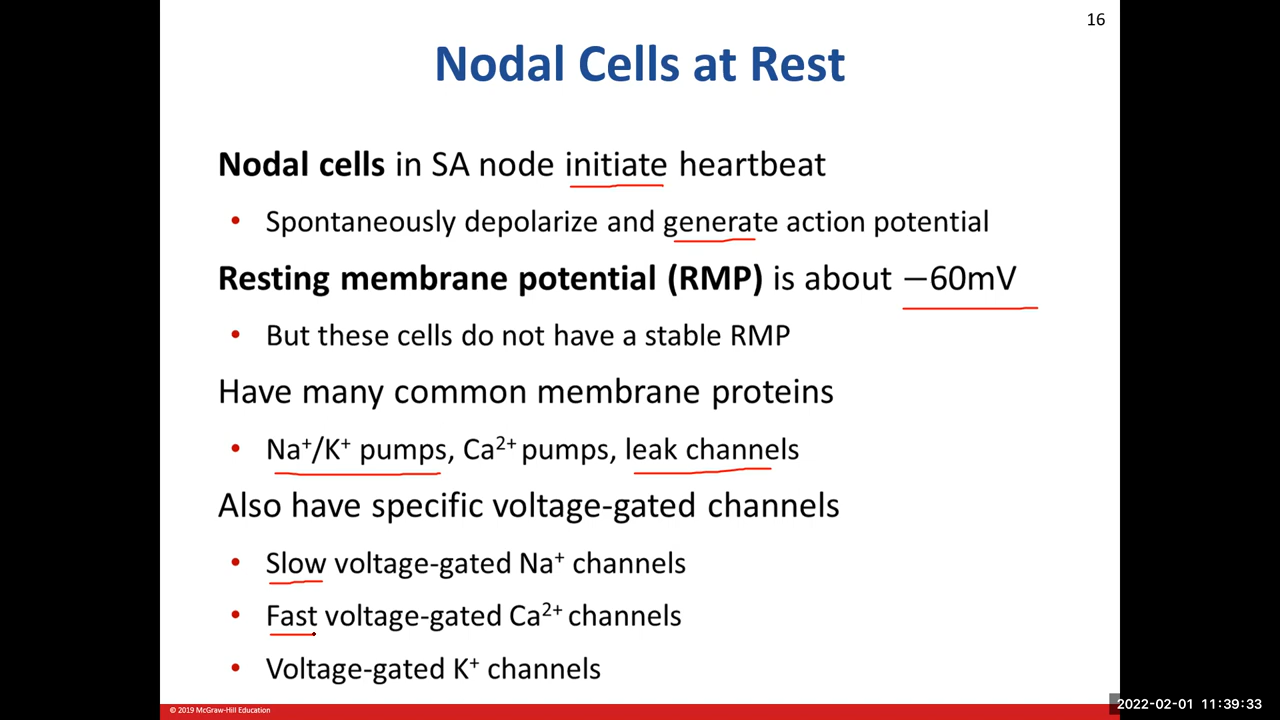 16
Nodal Cells at Rest
Nodal cells in SA node initiate heartbeat
• Spontaneously depolarize and generate action potential
Resting membrane potential (RMP) is about −60mV
• But these cells do not have a stable RMP
Have many common membrane proteins
• Na⁺/K⁺ pumps, Ca²⁺ pumps, leak channels
Also have specific voltage-gated channels
• Slow voltage-gated Na⁺ channels
• Fast voltage-gated Ca²⁺ channels
• Voltage-gated K⁺ channels
© 2019 McGraw-Hill Education
2022-02-01 11:39:33